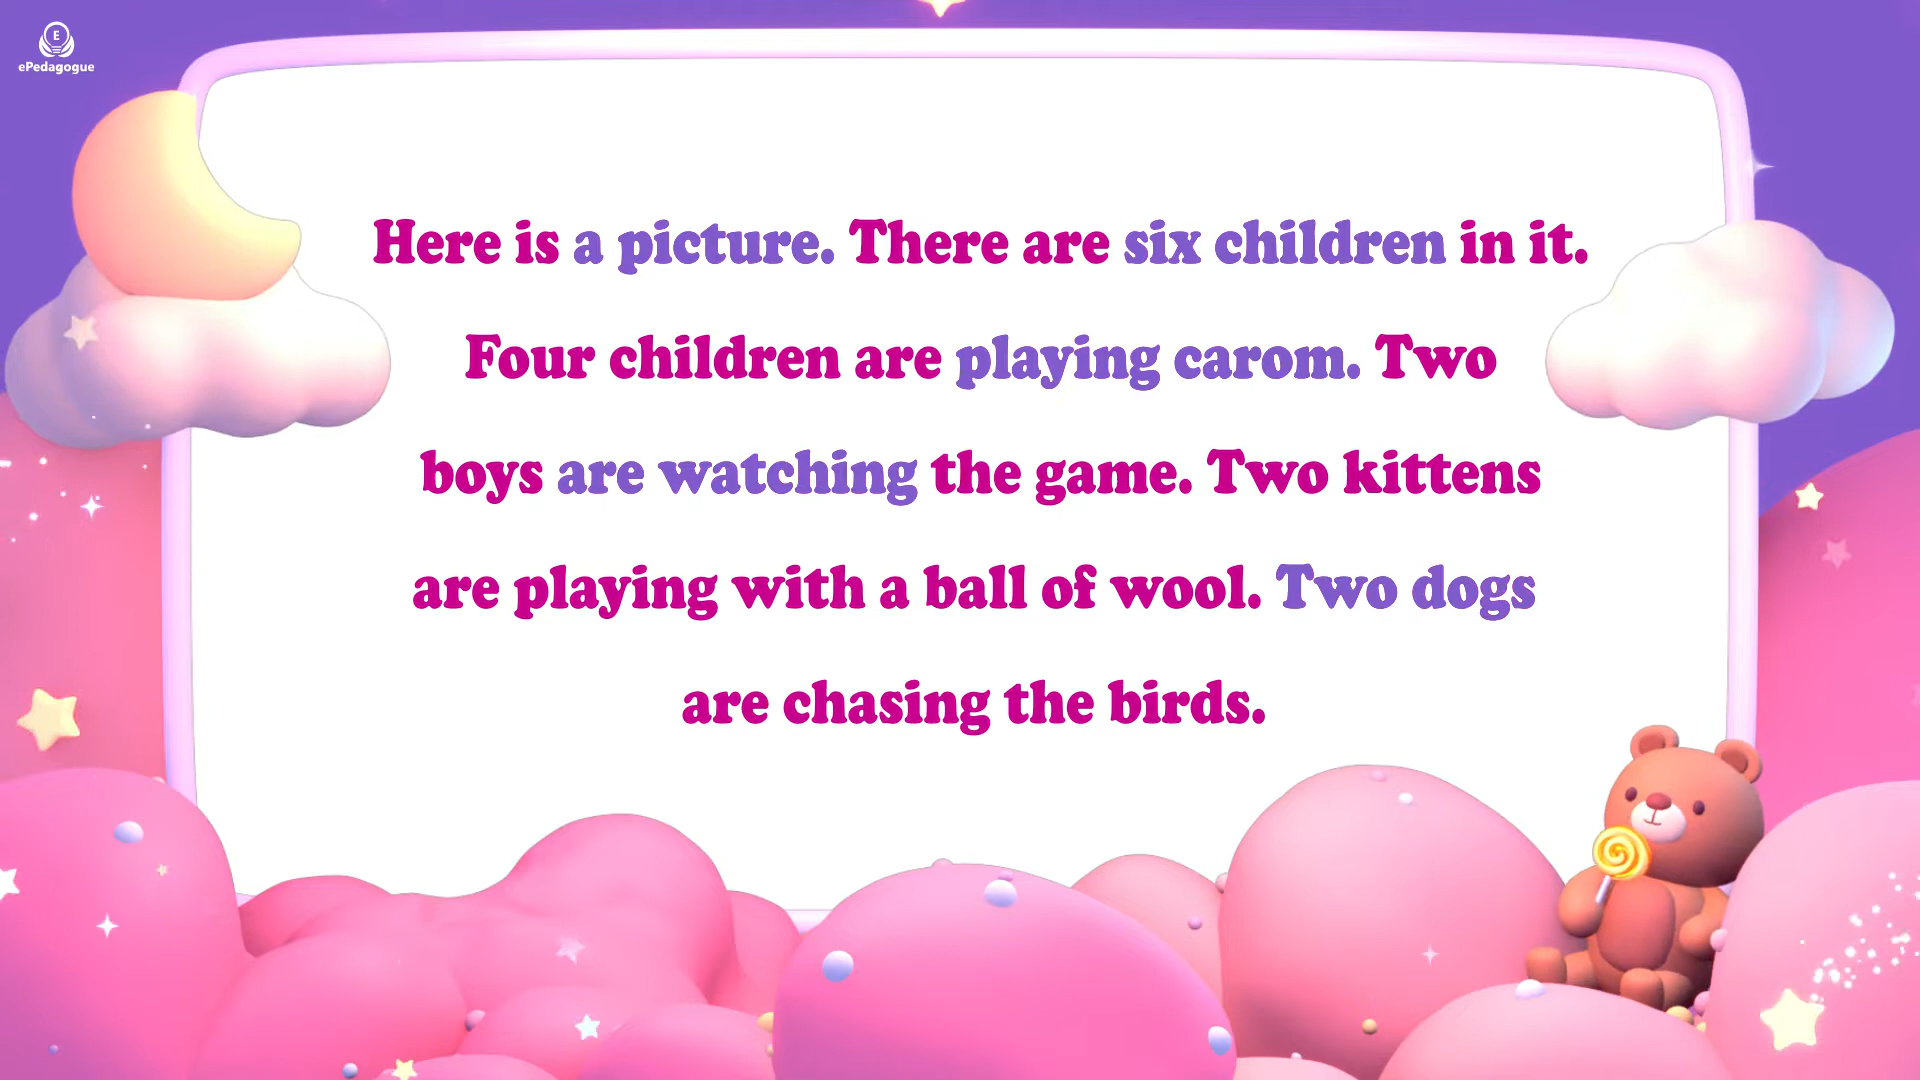 E
ePedagogue
Here is a picture. There are six children in it.
Four children are playing carom. Two
boys are watching the game. Two kittens
are playing with a ball of wool. Two dogs
are chasing the birds.